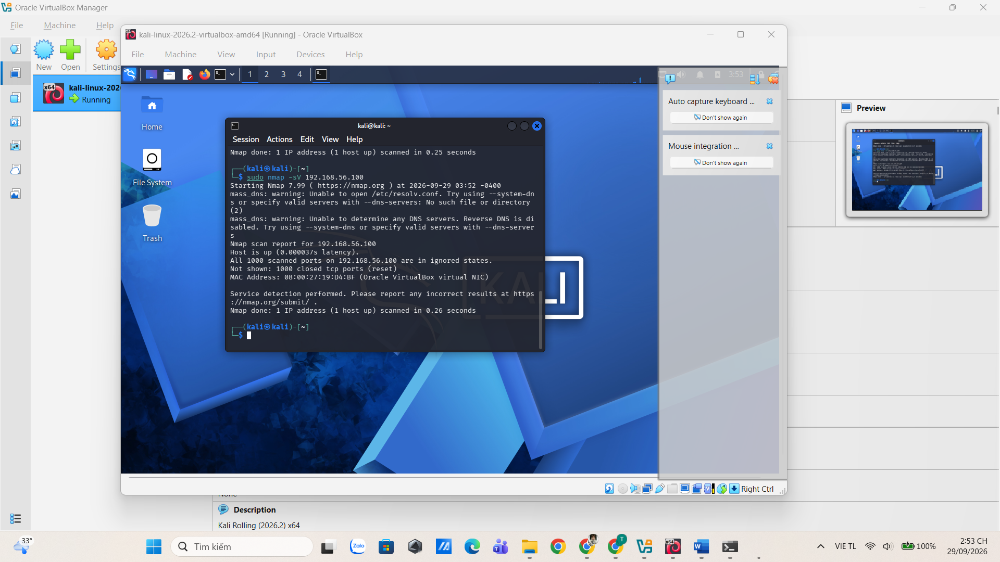 Oracle VirtualBox Manager
File Machine Help
New Open Settings
kali-linux-202
Running
kali-linux-2026.2-virtualbox-amd64 [Running] - Oracle VirtualBox
File Machine View Input Devices Help
1 2 3 4
3:53
Home
File System
Trash
kali@kali: ~
Session Actions Edit View Help
Nmap done: 1 IP address (1 host up) scanned in 0.25 seconds
┌──(kali㉿kali)-[~]
└─$ sudo nmap -sV 192.168.56.100
Starting Nmap 7.99 ( https://nmap.org ) at 2026-09-29 03:52 -0400
mass_dns: warning: Unable to open /etc/resolv.conf. Try using --system-dn
s or specify valid servers with --dns-servers: No such file or directory
(2)
mass_dns: warning: Unable to determine any DNS servers. Reverse DNS is di
sabled. Try using --system-dns or specify valid servers with --dns-server
s
Nmap scan report for 192.168.56.100
Host is up (0.000037s latency).
All 1000 scanned ports on 192.168.56.100 are in ignored states.
Not shown: 1000 closed tcp ports (reset)
MAC Address: 08:00:27:19:D4:BF (Oracle VirtualBox virtual NIC)
Service detection performed. Please report any incorrect results at https
://nmap.org/submit/ .
Nmap done: 1 IP address (1 host up) scanned in 0.26 seconds
┌──(kali㉿kali)-[~]
└─$
KALI
Auto capture keyboard ...
Don't show again
Mouse integration ...
Don't show again
Preview
Right Ctrl
None
Description
Kali Rolling (2026.2) x64
33°
Tìm kiếm
Zalo
VIE TL
100%
2:53 CH
29/09/2026